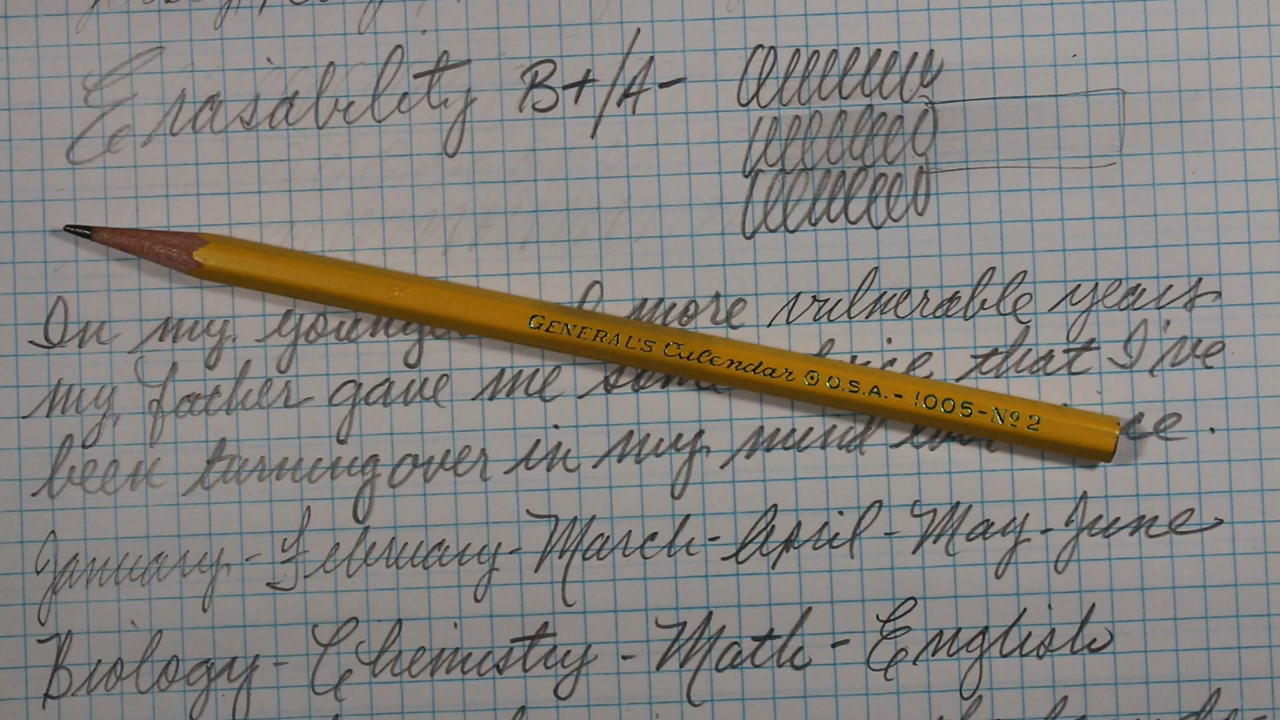 Erasability B+/A-
In my more vulnerable years
my father gave me that I've
been turning over in my mind
GENERAL'S Calendar U.S.A. - 1005 - No 2
January - February - March - April - May - June
Biology - Chemistry - Math - English